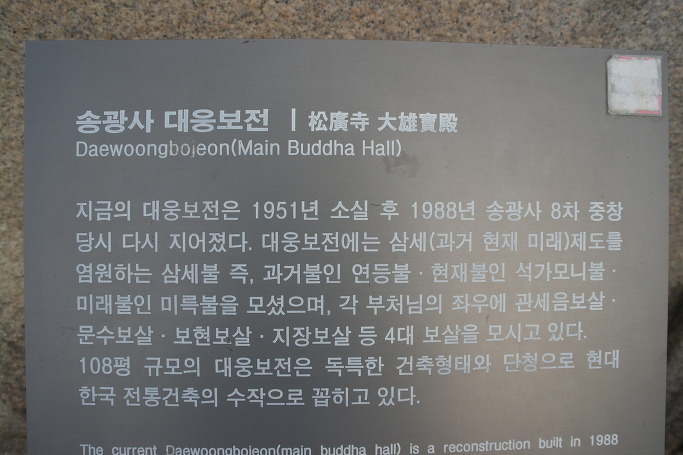 송광사 대웅보전 | 松廣寺 大雄寶殿
Daewoongbojeon(Main Buddha Hall)
지금의 대웅보전은 1951년 소실 후 1988년 송광사 8차 중창
당시 다시 지어졌다. 대웅보전에는 삼세(과거 현재 미래)제도를
염원하는 삼세불 즉, 과거불인 연등불 · 현재불인 석가모니불 ·
미래불인 미륵불을 모셨으며, 각 부처님의 좌우에 관세음보살 ·
문수보살 · 보현보살 · 지장보살 등 4대 보살을 모시고 있다.
108평 규모의 대웅보전은 독특한 건축형태와 단청으로 현대
한국 전통건축의 수작으로 꼽히고 있다.
The current Daewoongbojeon(main buddha hall) is a reconstruction built in 1988